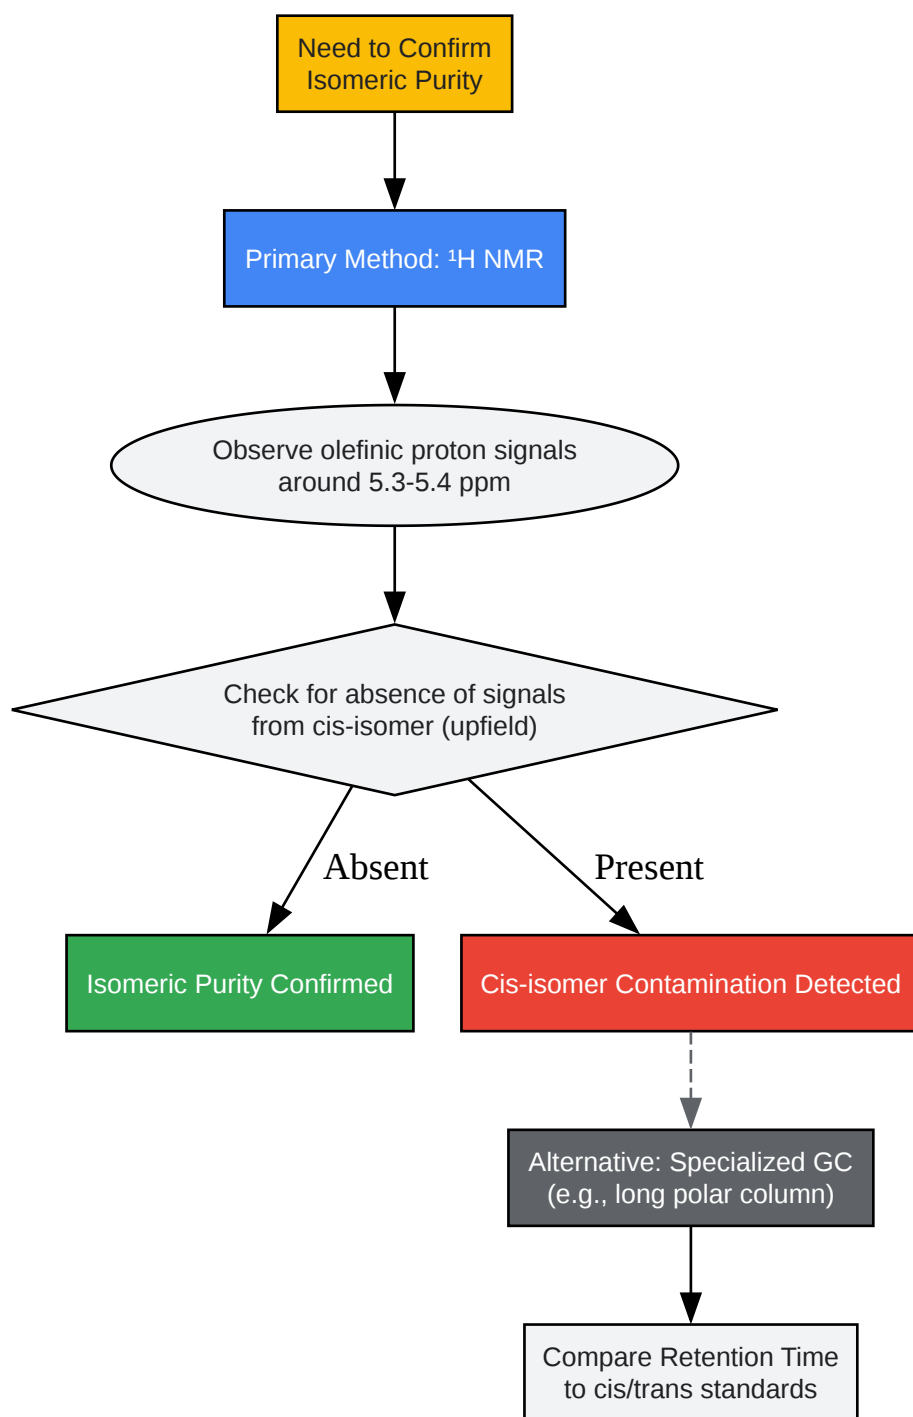 Need to Confirm
Isomeric Purity
Primary Method: ¹H NMR
Observe olefinic proton signals
around 5.3-5.4 ppm
Check for absence of signals
from cis-isomer (upfield)
Absent
Present
Isomeric Purity Confirmed
Cis-isomer Contamination Detected
Alternative: Specialized GC
(e.g., long polar column)
Compare Retention Time
to cis/trans standards